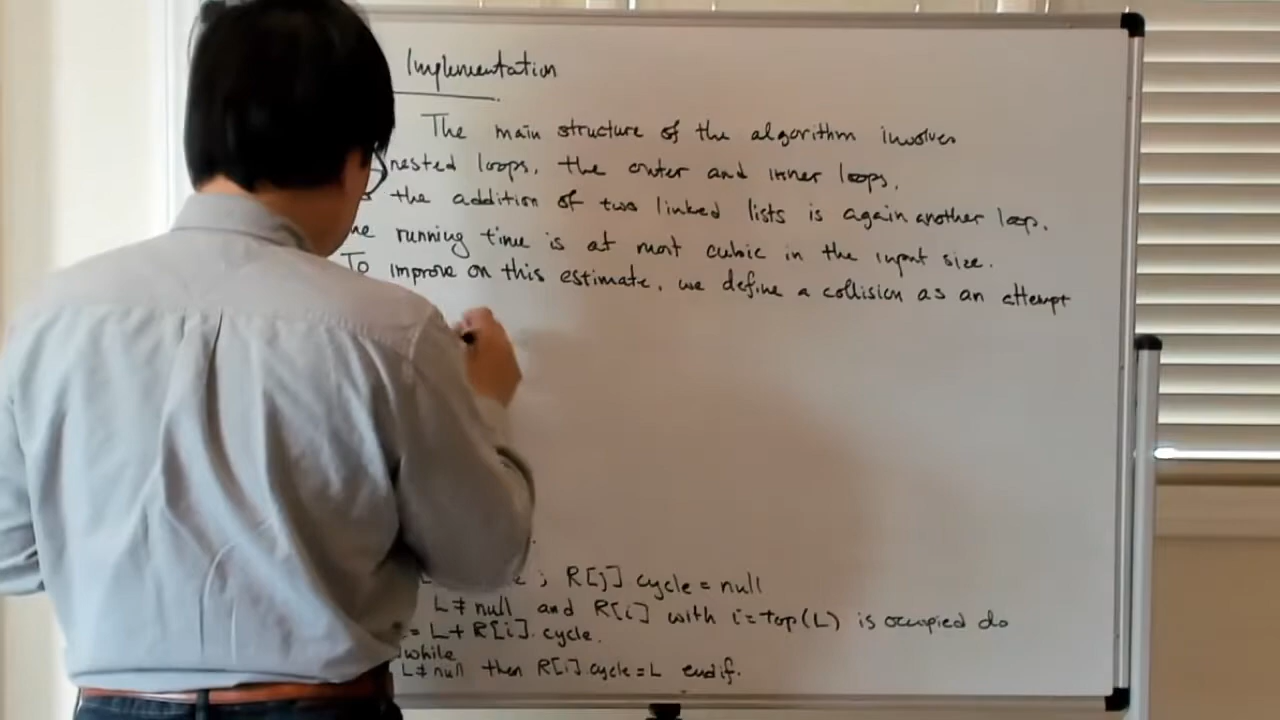 Implementation
The main structure of the algorithm involves
nested loops, the outer and inner loops.
the addition of two linked lists is again another loop.
running time is at most cubic in the input size.
To improve on this estimate, we define a collision as an attempt
; R[j] cycle = null
L ≠ null and R[i] with i = top(L) is occupied do
= L + R[i]. cycle.
while
L ≠ null then R[i].cycle = L endif.